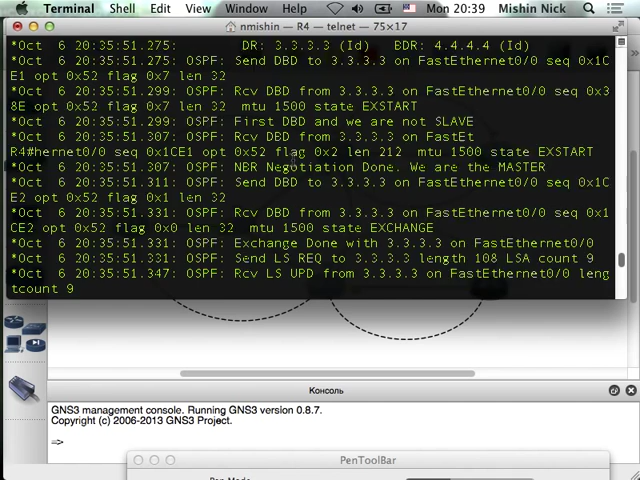 Terminal Shell Edit View Window Help Mon 20:39 Mishin Nick
nmishin — R4 — telnet — 75×17
*Oct  6 20:35:51.275:         DR: 3.3.3.3 (Id)   BDR: 4.4.4.4 (Id)
*Oct  6 20:35:51.275: OSPF: Send DBD to 3.3.3.3 on FastEthernet0/0 seq 0x1C
E1 opt 0x52 flag 0x7 len 32
*Oct  6 20:35:51.299: OSPF: Rcv DBD from 3.3.3.3 on FastEthernet0/0 seq 0x3
8E opt 0x52 flag 0x7 len 32  mtu 1500 state EXSTART
*Oct  6 20:35:51.299: OSPF: First DBD and we are not SLAVE
*Oct  6 20:35:51.307: OSPF: Rcv DBD from 3.3.3.3 on FastEt
R4#hernet0/0 seq 0x1CE1 opt 0x52 flag 0x2 len 212  mtu 1500 state EXSTART
*Oct  6 20:35:51.307: OSPF: NBR Negotiation Done. We are the MASTER
*Oct  6 20:35:51.311: OSPF: Send DBD to 3.3.3.3 on FastEthernet0/0 seq 0x1C
E2 opt 0x52 flag 0x1 len 32
*Oct  6 20:35:51.331: OSPF: Rcv DBD from 3.3.3.3 on FastEthernet0/0 seq 0x1
CE2 opt 0x52 flag 0x0 len 32  mtu 1500 state EXCHANGE
*Oct  6 20:35:51.331: OSPF: Exchange Done with 3.3.3.3 on FastEthernet0/0
*Oct  6 20:35:51.331: OSPF: Send LS REQ to 3.3.3.3 length 108 LSA count 9
*Oct  6 20:35:51.347: OSPF: Rcv LS UPD from 3.3.3.3 on FastEthernet0/0 leng
tcount 9
Консоль
GNS3 management console. Running GNS3 version 0.8.7.
Copyright (c) 2006-2013 GNS3 Project.
=>
PenToolBar
Pen Mode